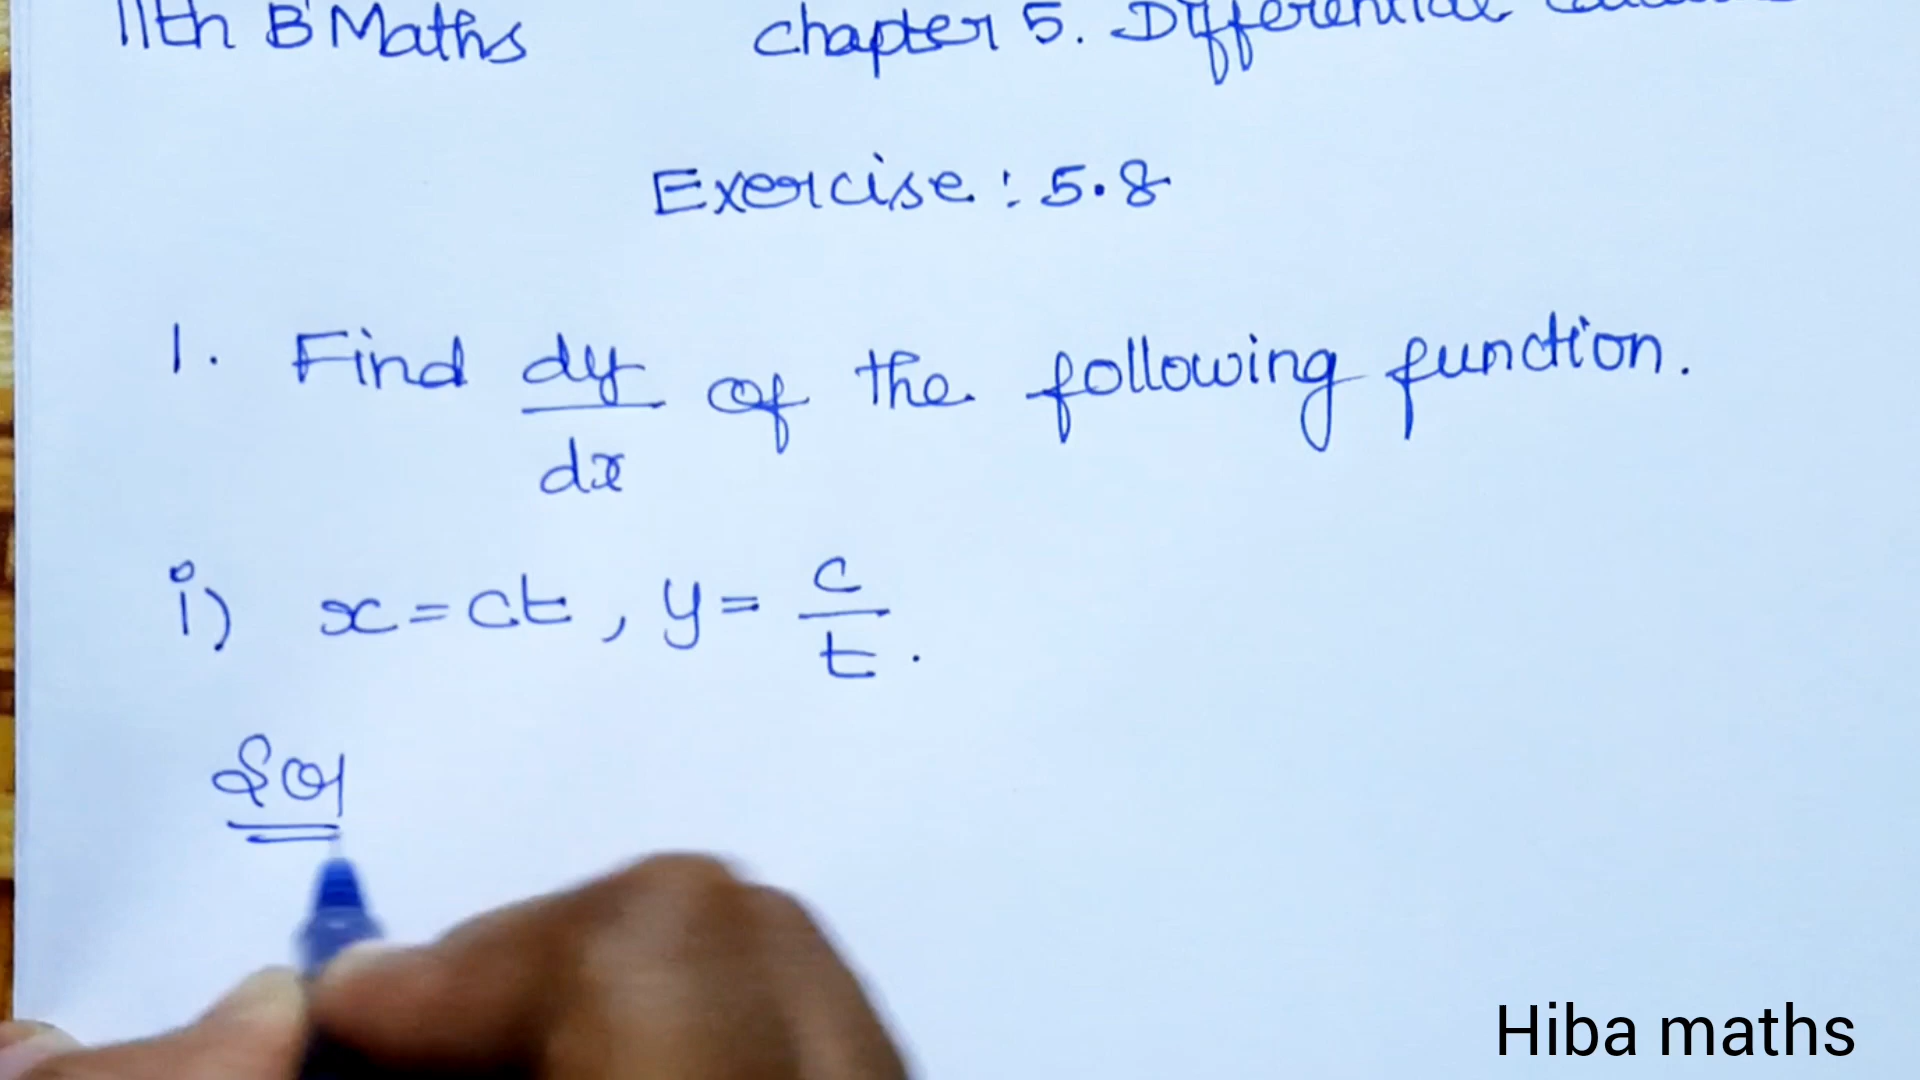 11th B Maths chapter 5. Differential
Exercise: 5.8
1. Find dy/dx of the following function.
i) x = ct, y = c/t.
Sol
Hiba maths